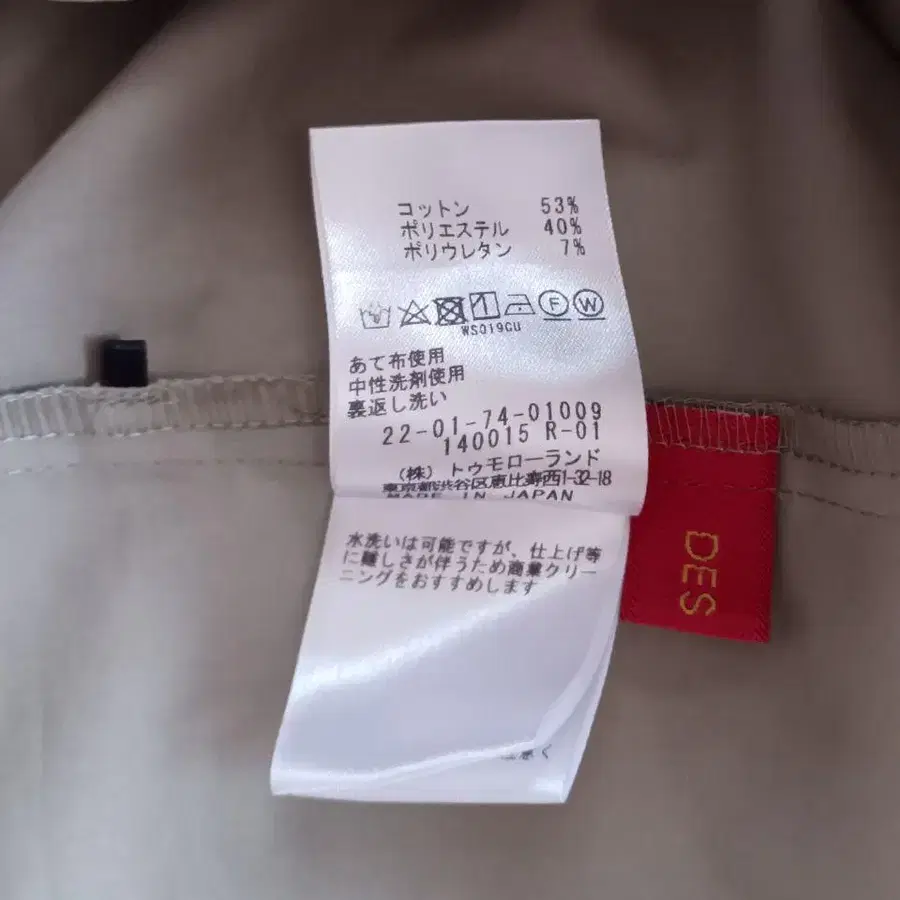 コットン 53%
ポリエステル 40%
ポリウレタン 7%
F W
WS019GU
あて布使用
中性洗剤使用
裏返し洗い
22-01-74-01009
140015 R-01
(株) トゥモローランド
東京都渋谷区恵比寿西1-32-18
MADE IN JAPAN
水洗いは可能ですが、仕上げ等
に難しさが伴うため商業クリー
ニングをおすすめします
DES